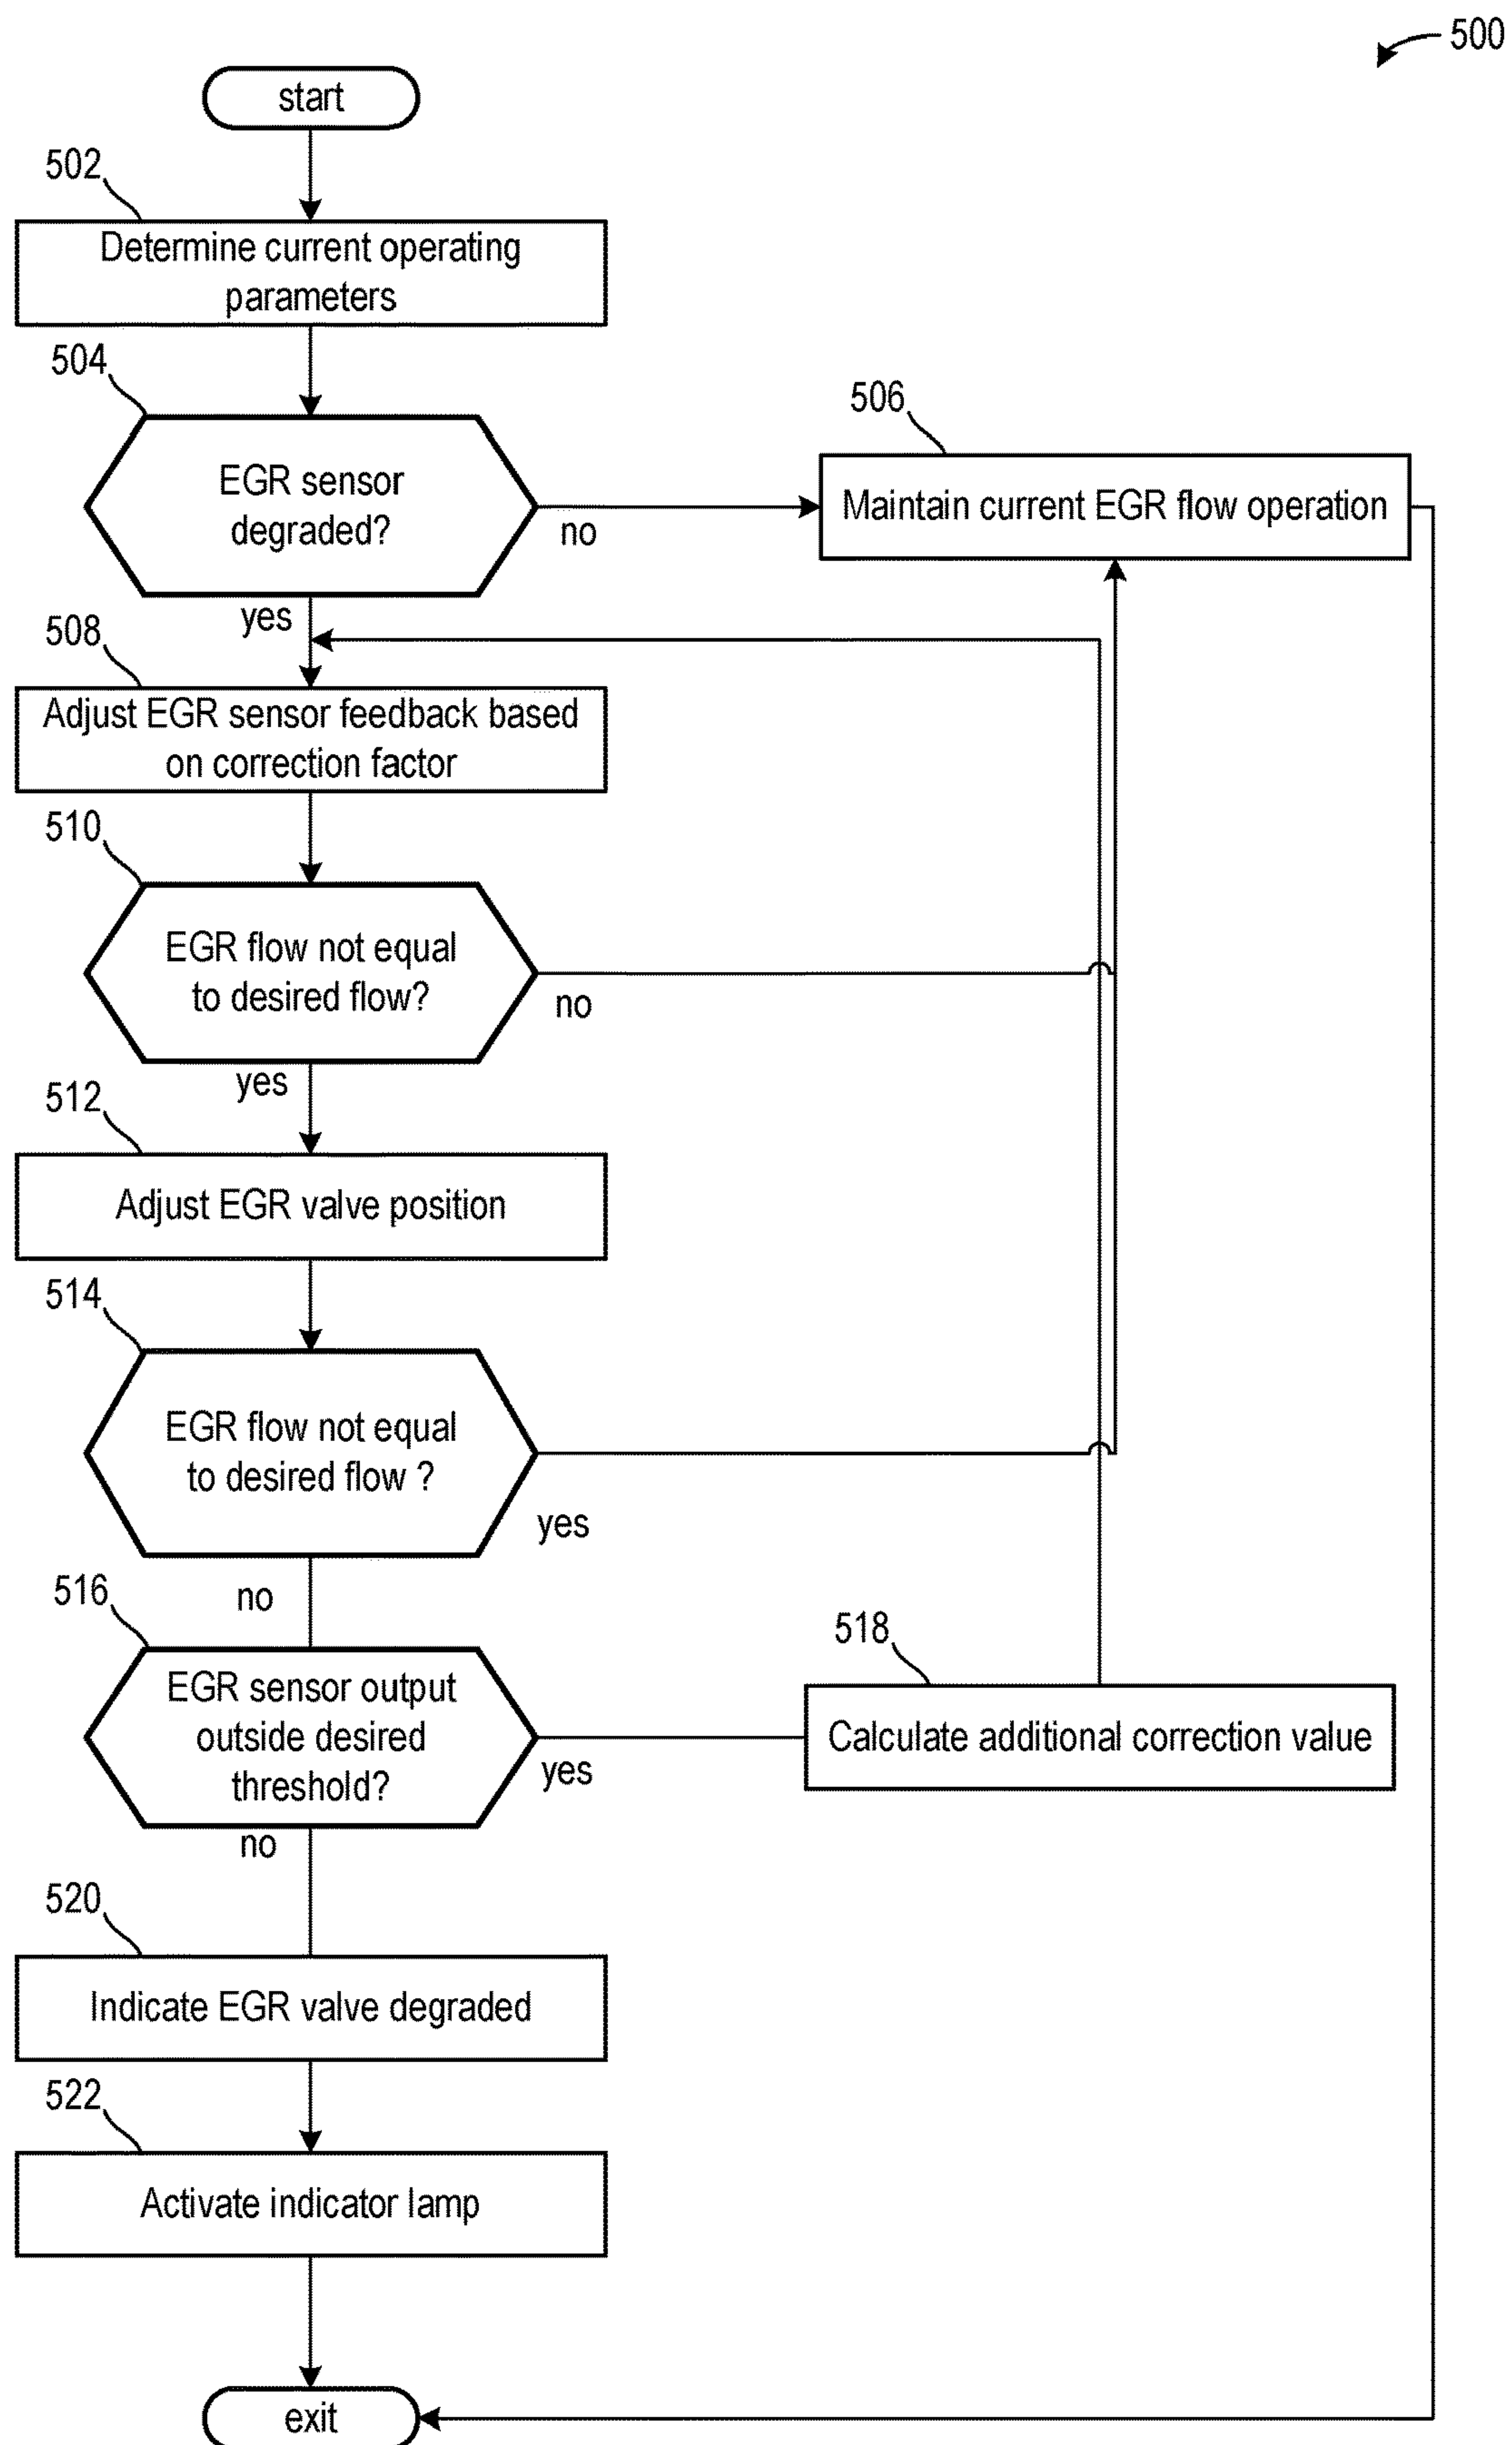 500
start
502
Determine current operating
parameters
504
EGR sensor
degraded?
no
yes
506
Maintain current EGR flow operation
508
Adjust EGR sensor feedback based
on correction factor
510
EGR flow not equal
to desired flow?
no
yes
512
Adjust EGR valve position
514
EGR flow not equal
to desired flow ?
yes
no
516
EGR sensor output
outside desired
threshold?
yes
no
518
Calculate additional correction value
520
Indicate EGR valve degraded
522
Activate indicator lamp
exit